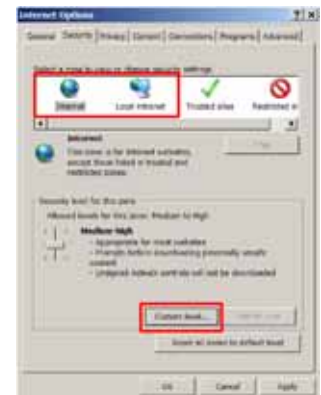 Internet Options
General Security Privacy Content Connections Programs Advanced
Select a zone to view or change security settings.
Internet Local intranet Trusted sites Restricted
Internet
This zone is for Internet websites,
except those listed in trusted and
restricted zones.
Security level for this zone
Allowed levels for this zone: Medium to High
Medium-high
- Appropriate for most websites
- Prompts before downloading potentially unsafe
content
- Unsigned ActiveX controls will not be downloaded
Custom level...
Reset all zones to default level
OK Cancel Apply